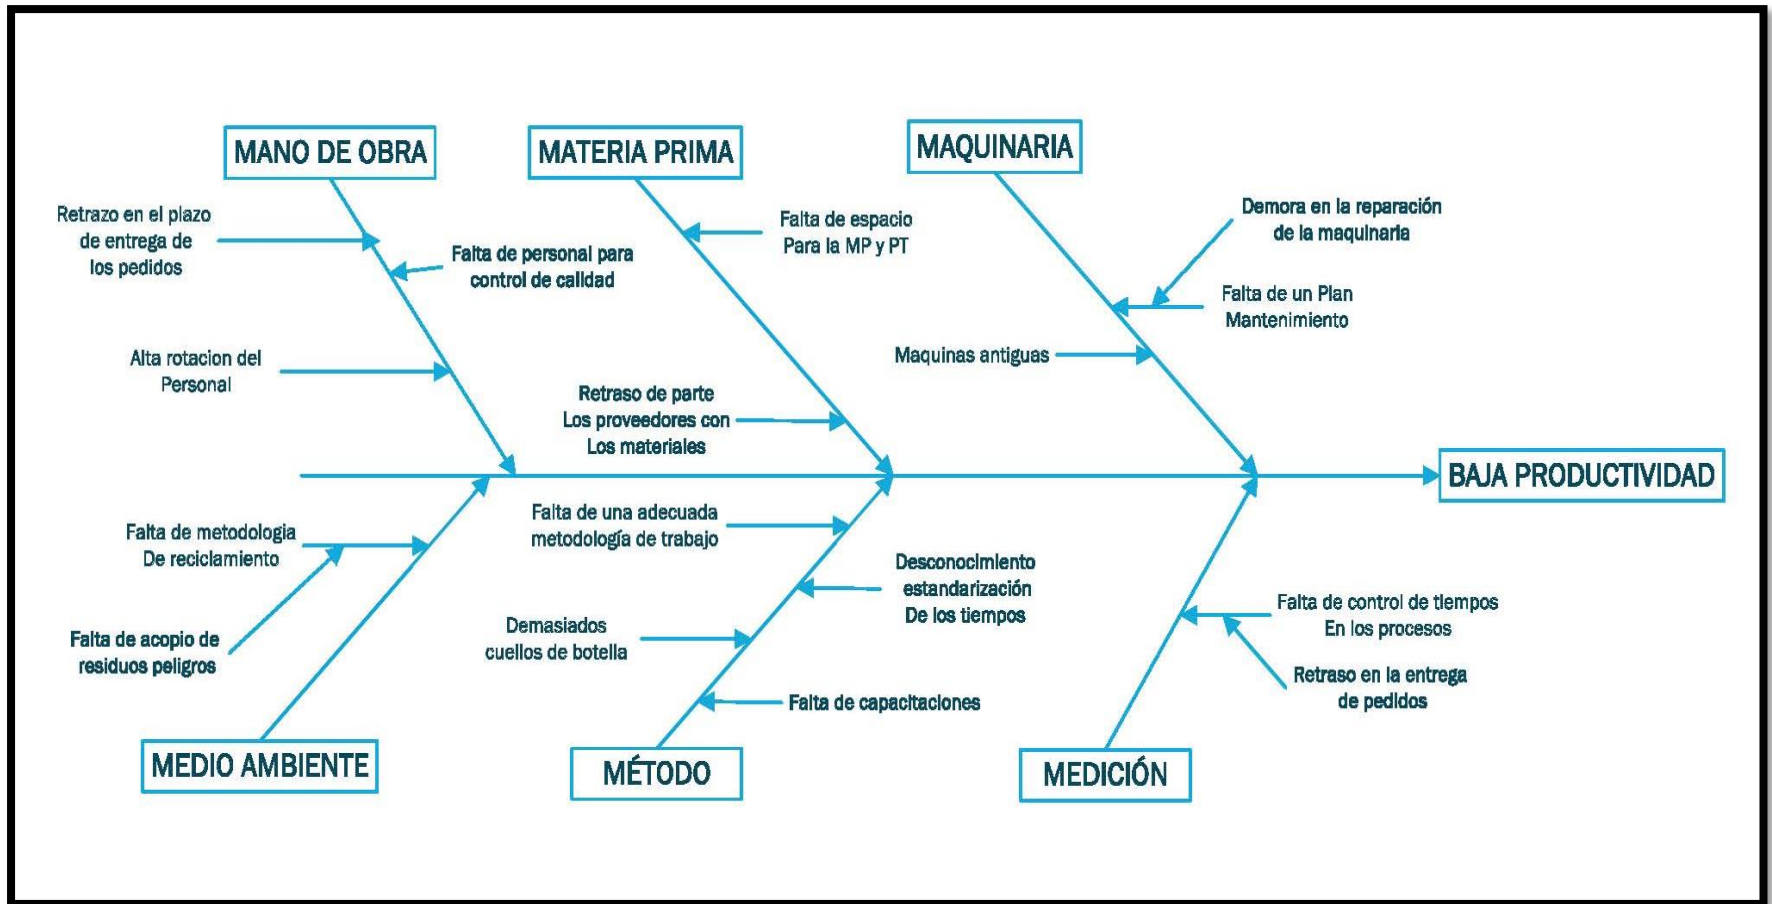 MANO DE OBRA
MATERIA PRIMA
MAQUINARIA
Retrazo en el plazo
de entrega de
los pedidos
Falta de personal para
control de calidad
Alta rotacion del
Personal
Falta de espacio
Para la MP y PT
Retraso de parte
Los proveedores con
Los materiales
Demora en la reparación
de la maquinaria
Falta de un Plan
Mantenimiento
Maquinas antiguas
BAJA PRODUCTIVIDAD
Falta de metodologia
De reciclamiento
Falta de acopio de
residuos peligros
Falta de una adecuada
metodología de trabajo
Desconocimiento
estandarización
De los tiempos
Demasiados
cuellos de botella
Falta de capacitaciones
Falta de control de tiempos
En los procesos
Retraso en la entrega
de pedidos
MEDIO AMBIENTE
MÉTODO
MEDICIÓN